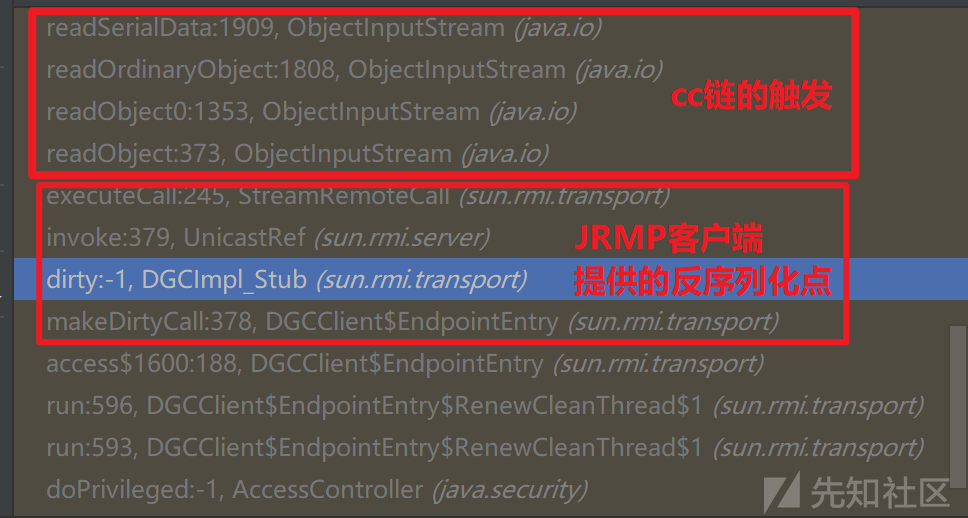 readSerialData:1909, ObjectInputStream (java.io)
readOrdinaryObject:1808, ObjectInputStream (java.io)
cc链的触发
readObject0:1353, ObjectInputStream (java.io)
readObject:373, ObjectInputStream (java.io)
executeCall:245, StreamRemoteCall (sun.rmi.transport)
invoke:379, UnicastRef (sun.rmi.server)
JRMP客户端
提供的反序列化点
dirty:-1, DGCImpl_Stub (sun.rmi.transport)
makeDirtyCall:378, DGCClient$EndpointEntry (sun.rmi.transport)
access$1600:188, DGCClient$EndpointEntry (sun.rmi.transport)
run:596, DGCClient$EndpointEntry$RenewCleanThread$1 (sun.rmi.transport)
run:593, DGCClient$EndpointEntry$RenewCleanThread$1 (sun.rmi.transport)
doPrivileged:-1, AccessController (java.security)
先知社区